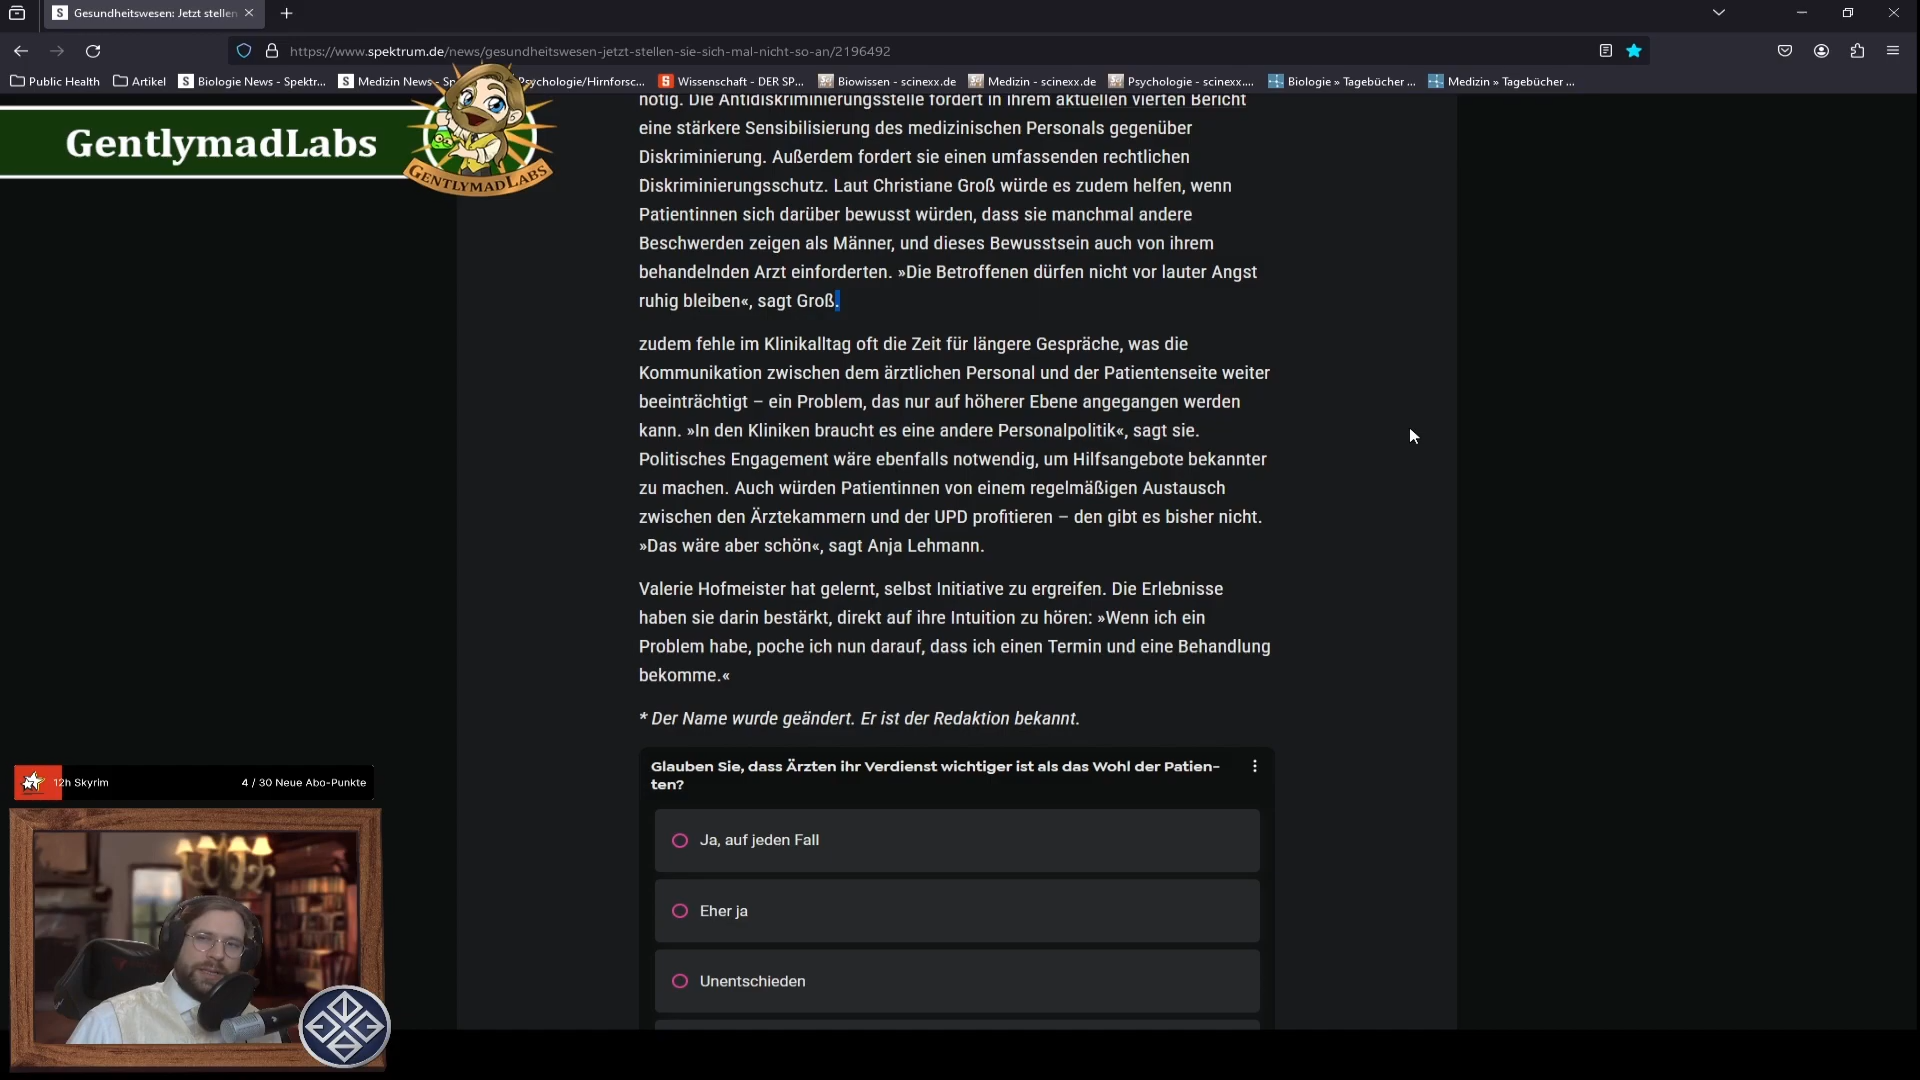 Gesundheitswesen: Jetzt stellen
https://www.spektrum.de/news/gesundheitswesen-jetzt-stellen-sie-sich-mal-nicht-so-an/2196492
Public Health
Artikel
Biologie News - Spektr...
Medizin News - Sp
Psychologie/Hirnforsc...
Wissenschaft - DER SP...
Biowissen - scinexx.de
Medizin - scinexx.de
Psychologie - scinexx....
Biologie » Tagebücher ...
Medizin » Tagebücher ...
GentlymadLabs
GENTLYMADLABS
nötig. Die Antidiskriminierungsstelle fordert in ihrem aktuellen vierten Bericht
eine stärkere Sensibilisierung des medizinischen Personals gegenüber
Diskriminierung. Außerdem fordert sie einen umfassenden rechtlichen
Diskriminierungsschutz. Laut Christiane Groß würde es zudem helfen, wenn
Patientinnen sich darüber bewusst würden, dass sie manchmal andere
Beschwerden zeigen als Männer, und dieses Bewusstsein auch von ihrem
behandelnden Arzt einforderten. »Die Betroffenen dürfen nicht vor lauter Angst
ruhig bleiben«, sagt Groß.
zudem fehle im Klinikalltag oft die Zeit für längere Gespräche, was die
Kommunikation zwischen dem ärztlichen Personal und der Patientenseite weiter
beeinträchtigt – ein Problem, das nur auf höherer Ebene angegangen werden
kann. »In den Kliniken braucht es eine andere Personalpolitik«, sagt sie.
Politisches Engagement wäre ebenfalls notwendig, um Hilfsangebote bekannter
zu machen. Auch würden Patientinnen von einem regelmäßigen Austausch
zwischen den Ärztekammern und der UPD profitieren – den gibt es bisher nicht.
»Das wäre aber schön«, sagt Anja Lehmann.
Valerie Hofmeister hat gelernt, selbst Initiative zu ergreifen. Die Erlebnisse
haben sie darin bestärkt, direkt auf ihre Intuition zu hören: »Wenn ich ein
Problem habe, poche ich nun darauf, dass ich einen Termin und eine Behandlung
bekomme.«
* Der Name wurde geändert. Er ist der Redaktion bekannt.
Glauben Sie, dass Ärzten ihr Verdienst wichtiger ist als das Wohl der Patien-
ten?
Ja, auf jeden Fall
Eher ja
Unentschieden
12h Skyrim
4 / 30 Neue Abo-Punkte